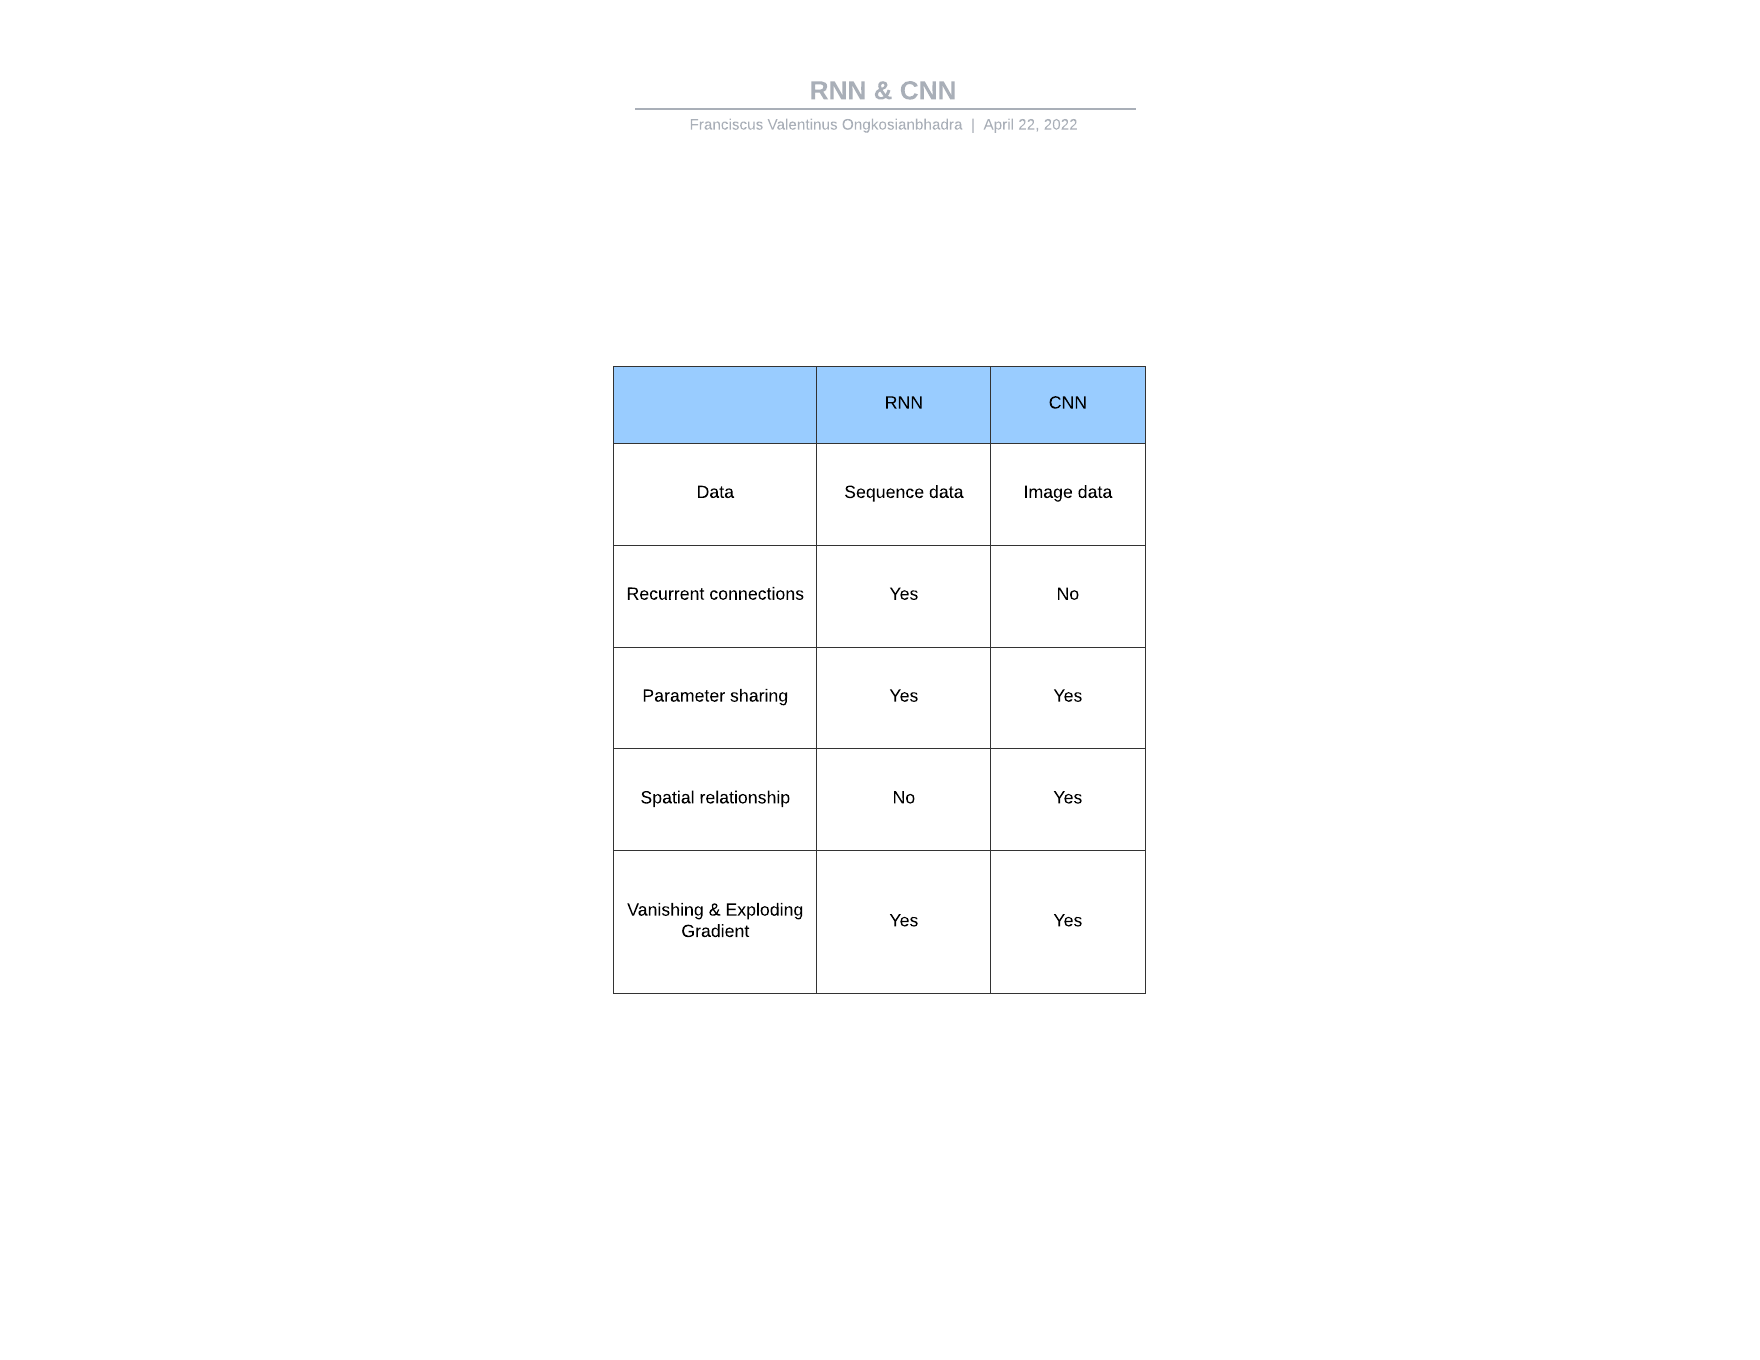 RNN & CNN
Franciscus Valentinus Ongkosianbhadra | April 22, 2022
RNN CNN
Data Sequence data Image data
Recurrent connections Yes No
Parameter sharing Yes Yes
Spatial relationship No Yes
Vanishing & Exploding
Gradient Yes Yes